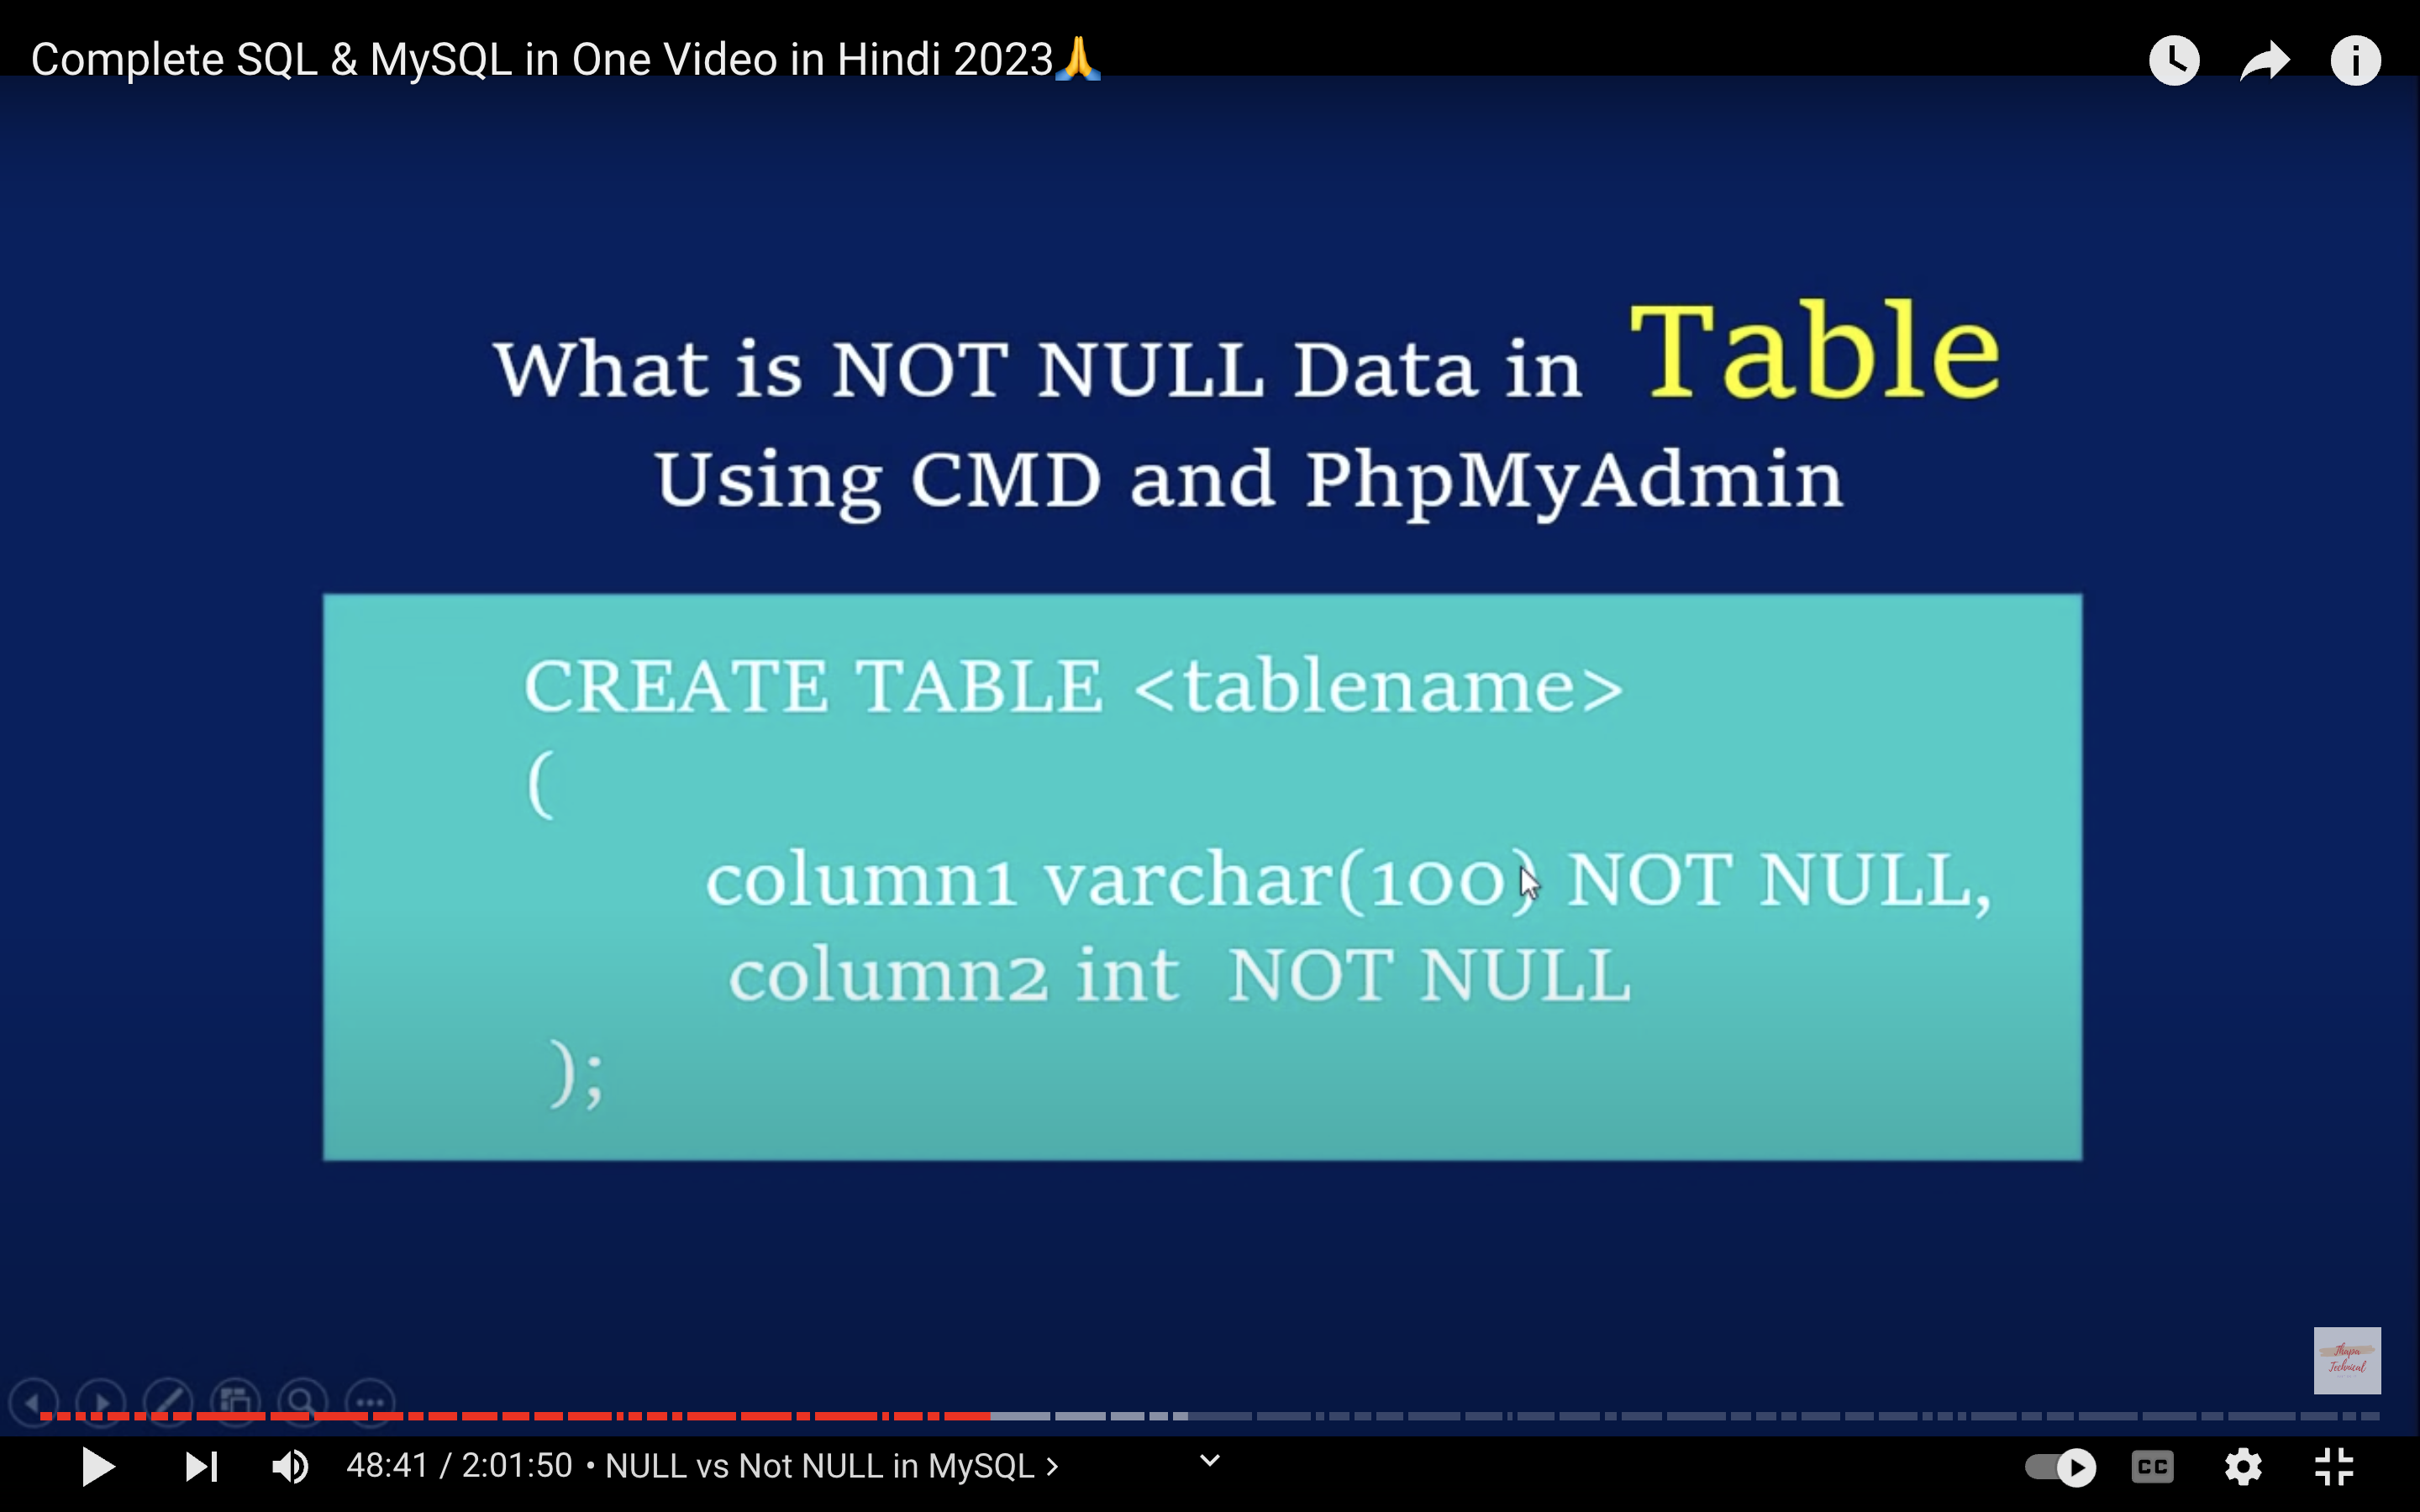 Complete SQL & MySQL in One Video in Hindi 2023🙏
What is NOT NULL Data in Table
Using CMD and PhpMyAdmin
CREATE TABLE <tablename>
(
column1 varchar(100) NOT NULL,
column2 int NOT NULL
);
Thapa
Technical
48:41 / 2:01:50 • NULL vs Not NULL in MySQL >
CC